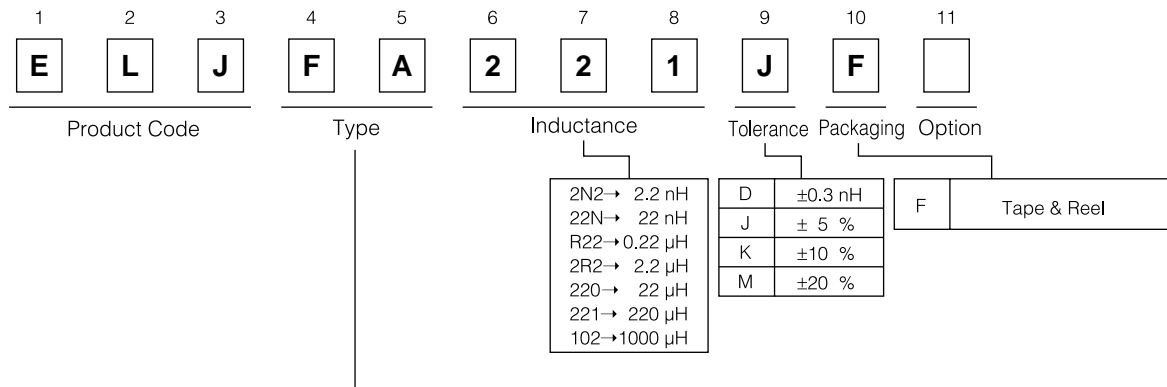 1 2 3 4 5 6 7 8 9 10 11
E L J F A 2 2 1 J F
Product Code Type Inductance Tolerance Packaging Option
2N2→ 2.2 nH
22N→ 22 nH
R22→0.22 µH
2R2→ 2.2 µH
220→ 22 µH
221→ 220 µH
102→1000 µH
D ±0.3 nH
J ± 5 %
K ±10 %
M ±20 %
F Tape & Reel